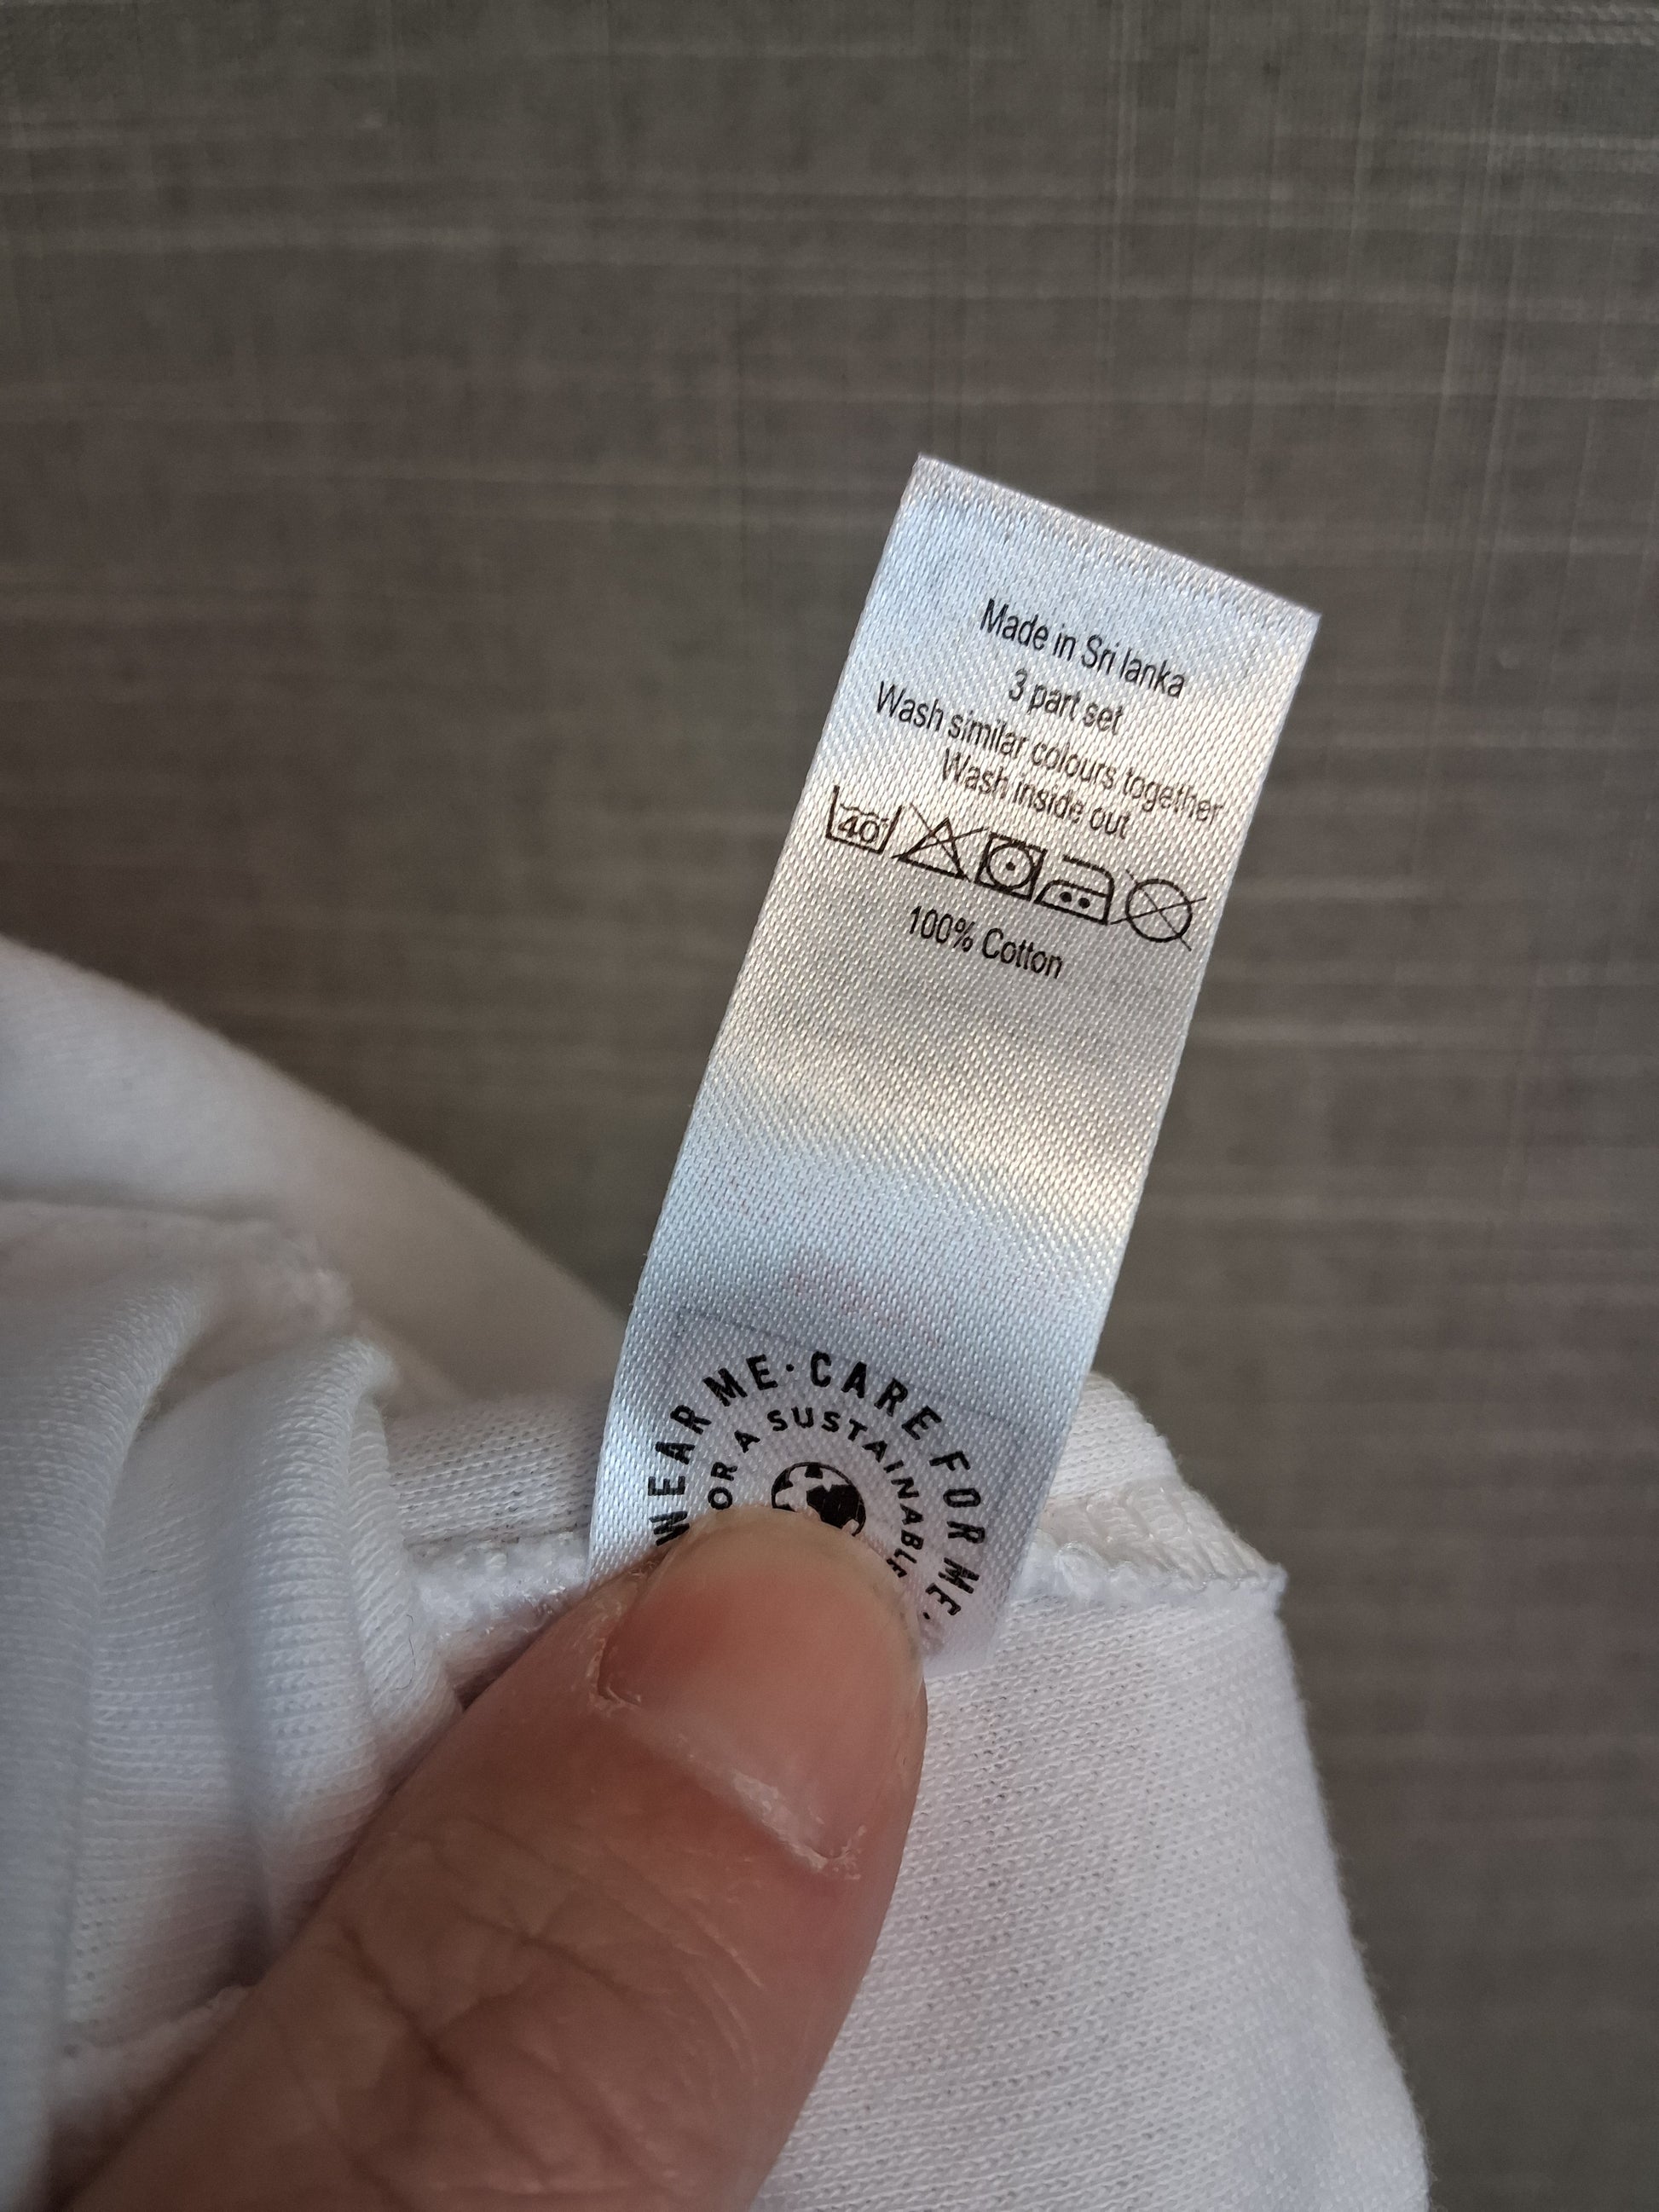 Made in Sri lanka
3 part set
Wash similar colours together
Wash inside out
40
100% Cotton
WEAR ME · CARE FOR ME ·
A SUSTAINABLE